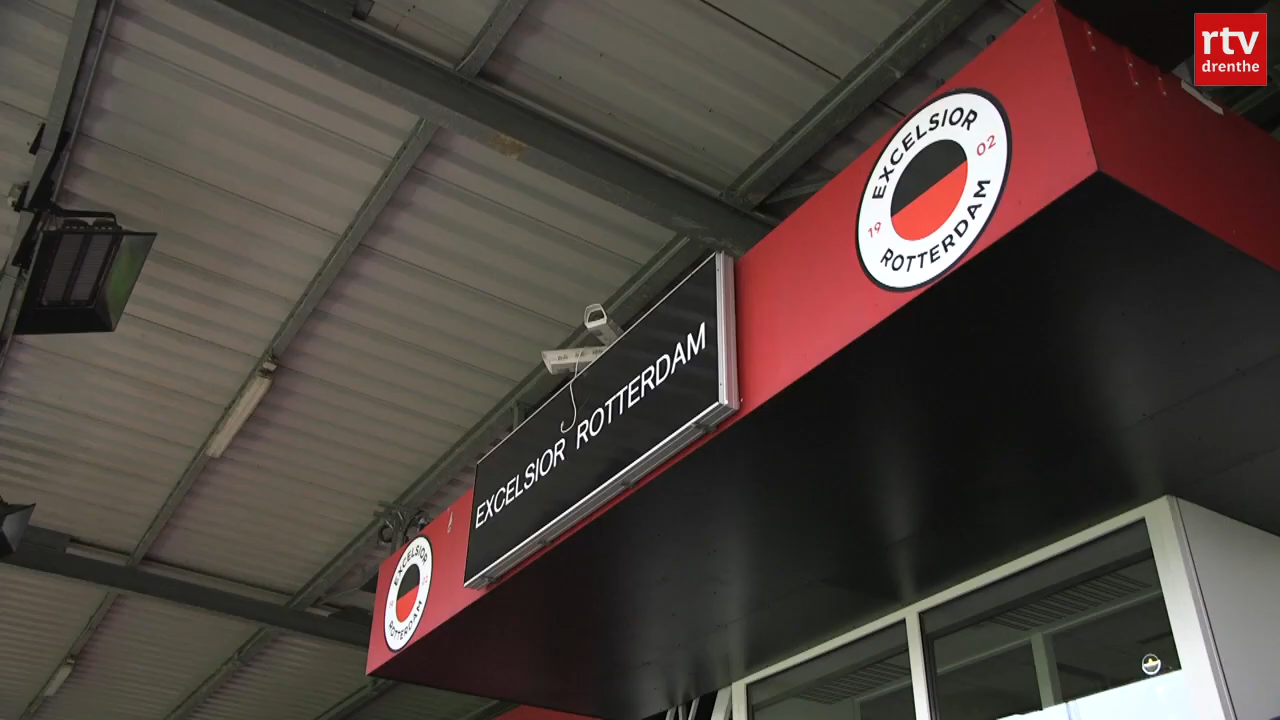 rtv
drenthe
EXCELSIOR
19 02
ROTTERDAM
EXCELSIOR ROTTERDAM
EXCELSIOR
ROTTERDAM